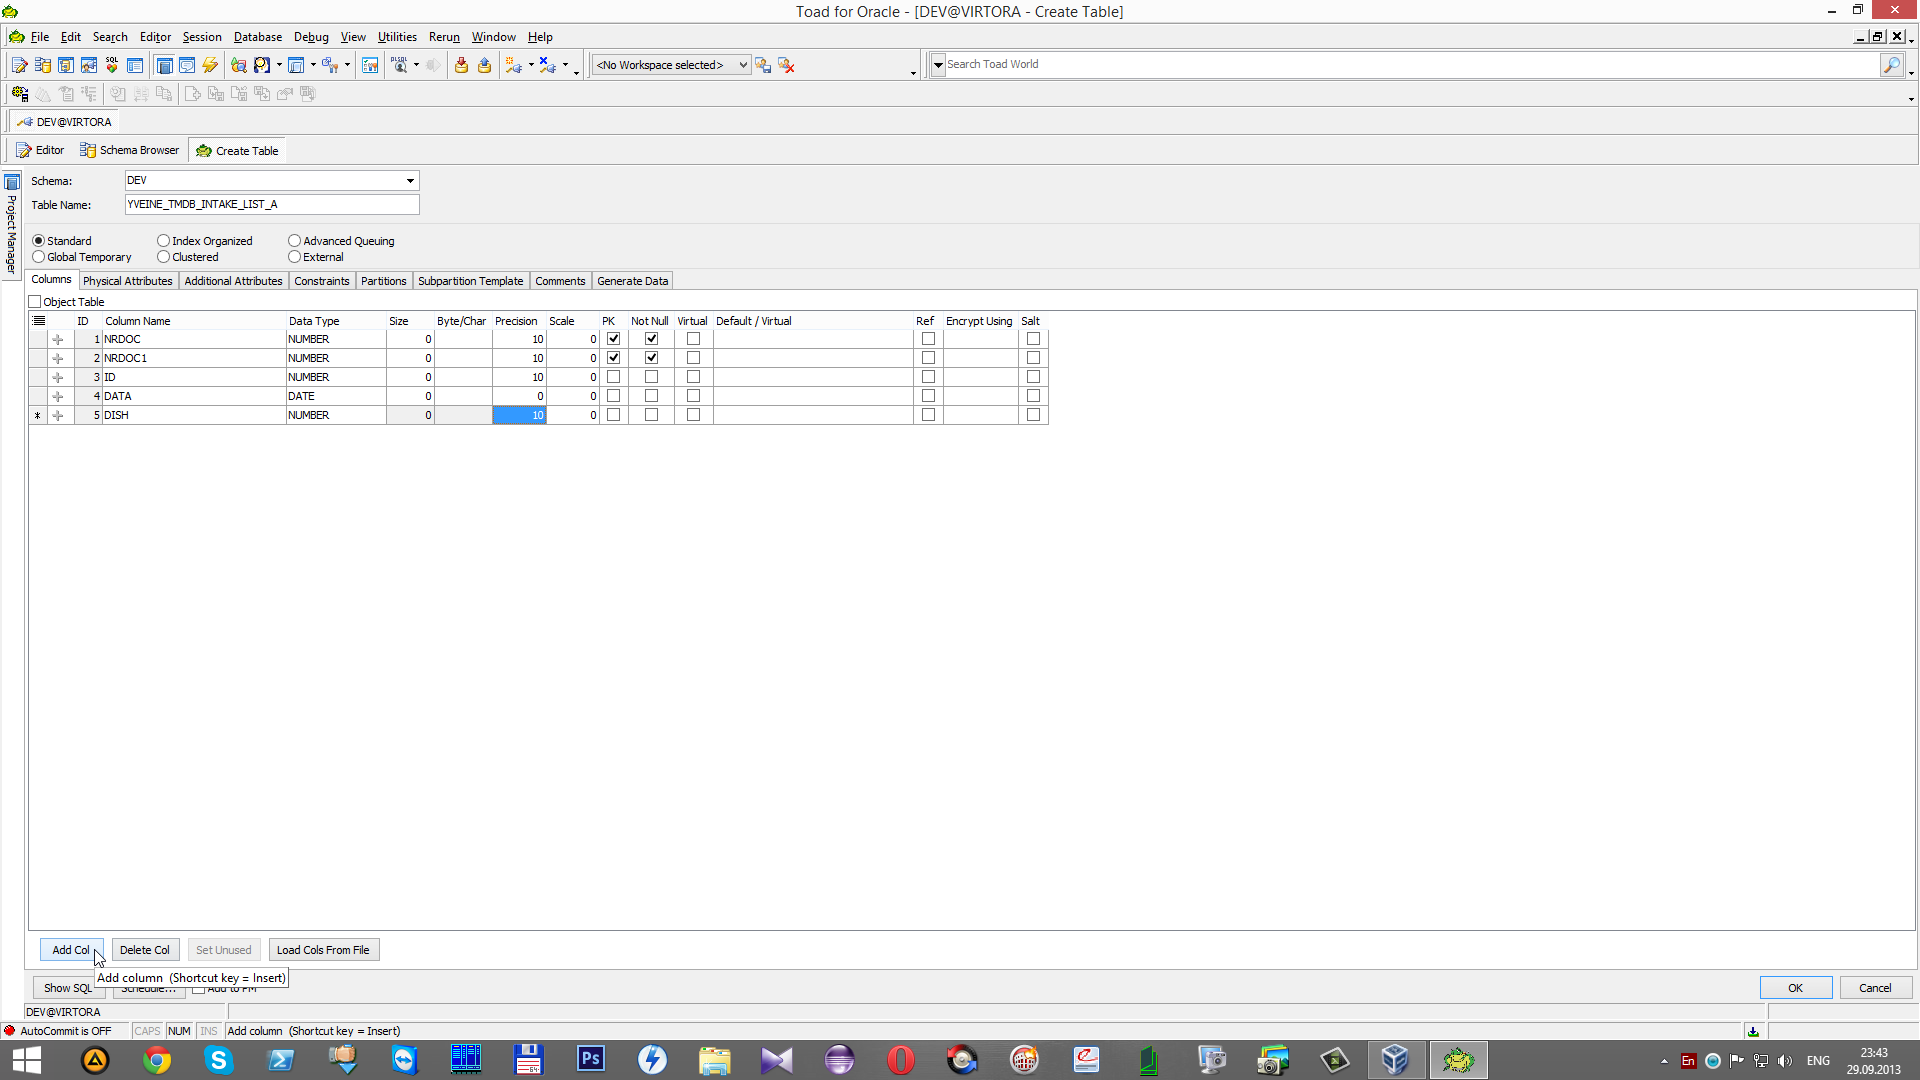 Toad for Oracle - [DEV@VIRTORA - Create Table]
File Edit Search Editor Session Database Debug View Utilities Rerun Window Help
SQL PLSQL <No Workspace selected> Search Toad World
DEV@VIRTORA
Editor Schema Browser Create Table
Project Manager
Schema: DEV
Table Name: YVEINE_TMDB_INTAKE_LIST_A
Standard Index Organized Advanced Queuing
Global Temporary Clustered External
Columns Physical Attributes Additional Attributes Constraints Partitions Subpartition Template Comments Generate Data
Object Table
ID Column Name Data Type Size Byte/Char Precision Scale PK Not Null Virtual Default / Virtual Ref Encrypt Using Salt
1 NRDOC NUMBER 0 10 0
2 NRDOC1 NUMBER 0 10 0
3 ID NUMBER 0 10 0
4 DATA DATE 0 0 0
* 5 DISH NUMBER 0 10 0
Add Col Delete Col Set Unused Load Cols From File
Add column (Shortcut key = Insert)
Show SQL Schedule... Add to PM OK Cancel
DEV@VIRTORA
AutoCommit is OFF CAPS NUM INS Add column (Shortcut key = Insert)
64 Ps En ENG 23:43
29.09.2013